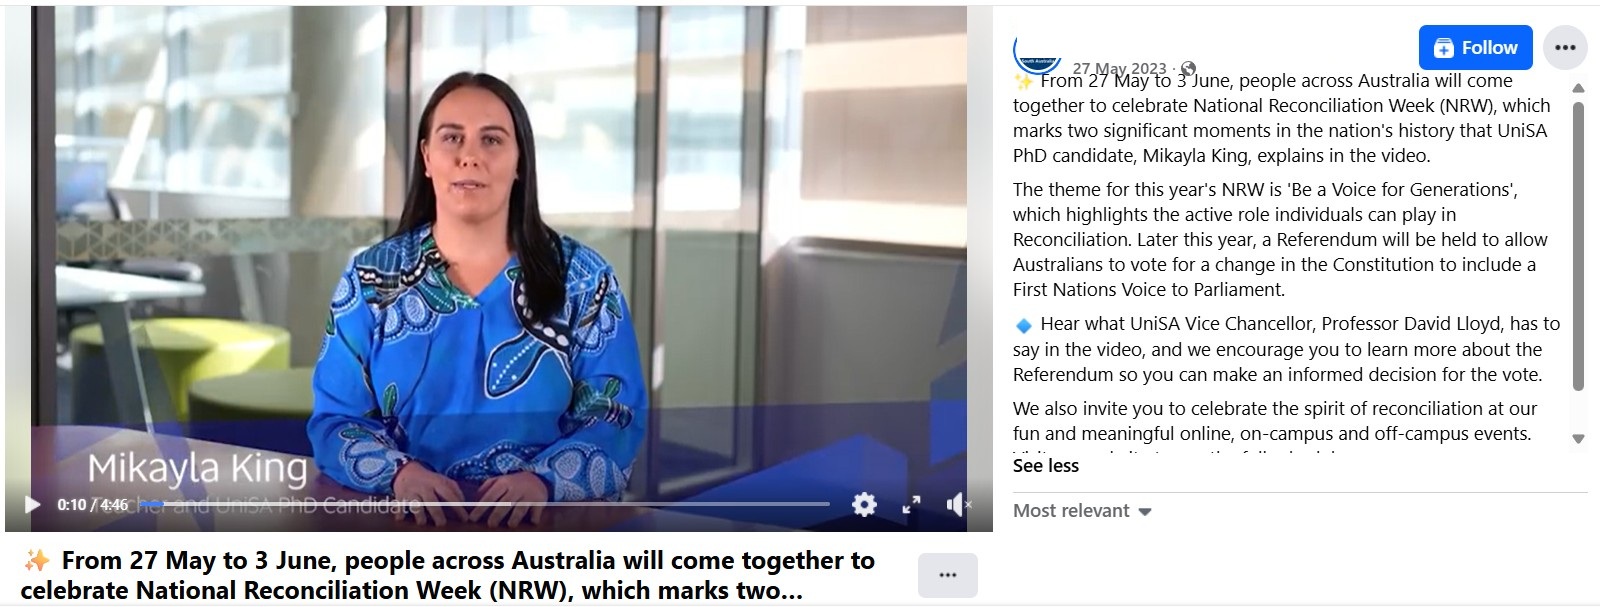 Mikayla King
Teacher and UniSA PhD Candidate
0:10 / 4:46
✨ From 27 May to 3 June, people across Australia will come together to
celebrate National Reconciliation Week (NRW), which marks two...
South Australia
Follow
27 May 2023 ·
✨ From 27 May to 3 June, people across Australia will come
together to celebrate National Reconciliation Week (NRW), which
marks two significant moments in the nation's history that UniSA
PhD candidate, Mikayla King, explains in the video.
The theme for this year's NRW is 'Be a Voice for Generations',
which highlights the active role individuals can play in
Reconciliation. Later this year, a Referendum will be held to allow
Australians to vote for a change in the Constitution to include a
First Nations Voice to Parliament.
🔹 Hear what UniSA Vice Chancellor, Professor David Lloyd, has to
say in the video, and we encourage you to learn more about the
Referendum so you can make an informed decision for the vote.
We also invite you to celebrate the spirit of reconciliation at our
fun and meaningful online, on-campus and off-campus events.
See less
Most relevant